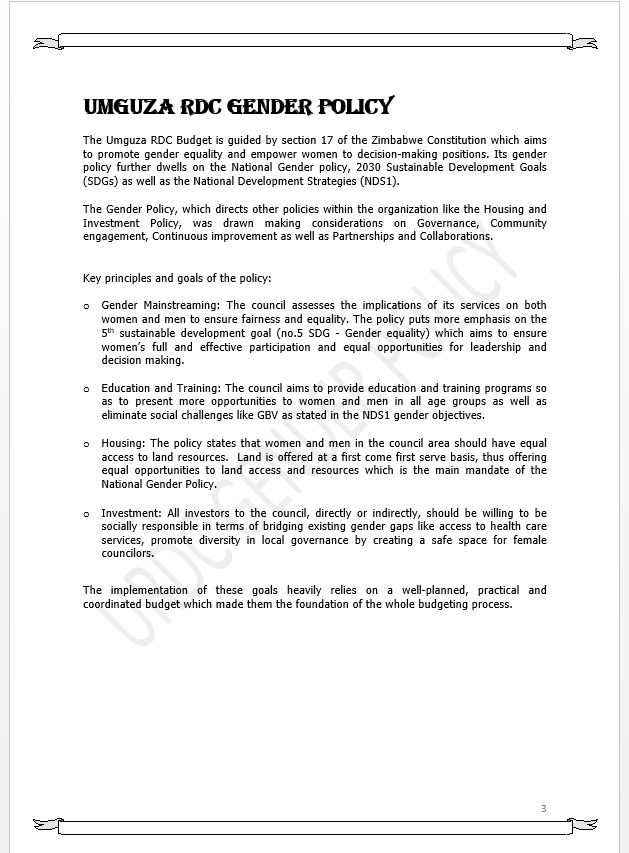 UMGUZA RDC GENDER POLICY
The Umguza RDC Budget is guided by section 17 of the Zimbabwe Constitution which aims
to promote gender equality and empower women to decision-making positions. Its gender
policy further dwells on the National Gender policy, 2030 Sustainable Development Goals
(SDGs) as well as the National Development Strategies (NDS1).
The Gender Policy, which directs other policies within the organization like the Housing and
Investment Policy, was drawn making considerations on Governance, Community
engagement, Continuous improvement as well as Partnerships and Collaborations.
Key principles and goals of the policy:
o Gender Mainstreaming: The council assesses the implications of its services on both
women and men to ensure fairness and equality. The policy puts more emphasis on the
5th sustainable development goal (no.5 SDG - Gender equality) which aims to ensure
women's full and effective participation and equal opportunities for leadership and
decision making.
o Education and Training: The council aims to provide education and training programs so
as to present more opportunities to women and men in all age groups as well as
eliminate social challenges like GBV as stated in the NDS1 gender objectives.
o Housing: The policy states that women and men in the council area should have equal
access to land resources.  Land is offered at a first come first serve basis, thus offering
equal opportunities to land access and resources which is the main mandate of the
National Gender Policy.
o Investment: All investors to the council, directly or indirectly, should be willing to be
socially responsible in terms of bridging existing gender gaps like access to health care
services, promote diversity in local governance by creating a safe space for female
councilors.
The implementation of these goals heavily relies on a well-planned, practical and
coordinated budget which made them the foundation of the whole budgeting process.
URDC GENDER POLICY
3